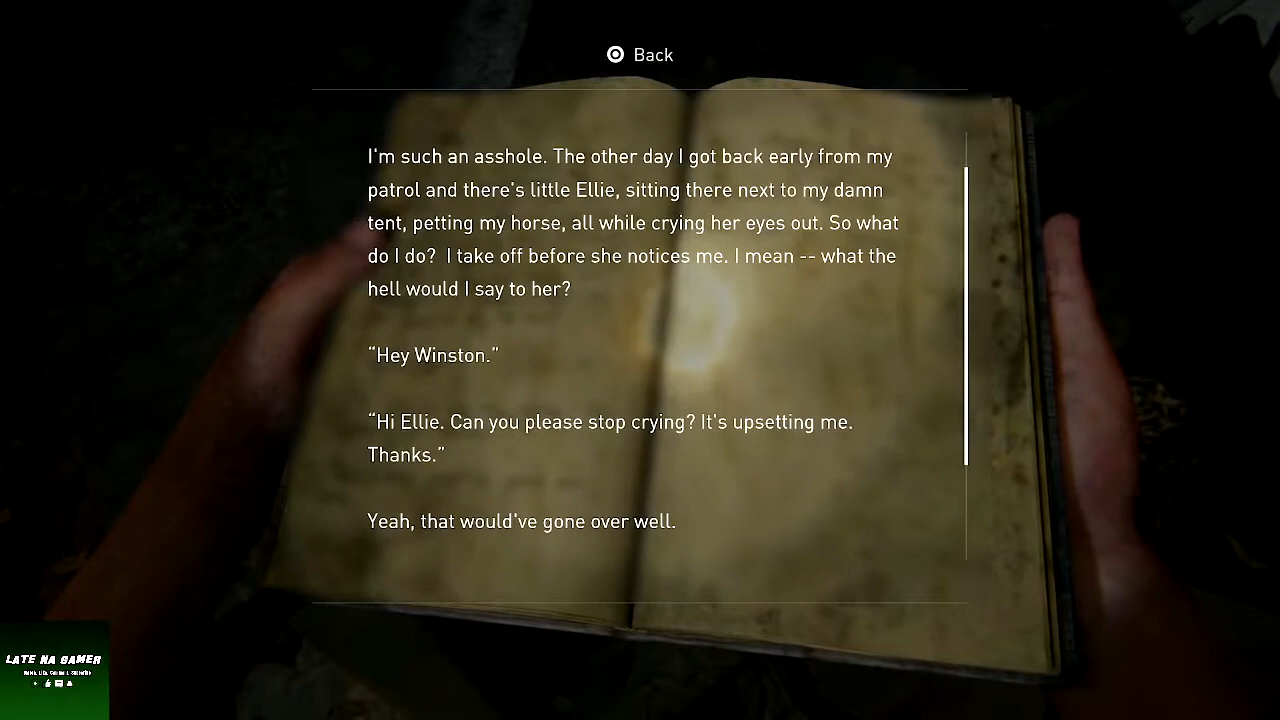 Back
I'm such an asshole. The other day I got back early from my
patrol and there's little Ellie, sitting there next to my damn
tent, petting my horse, all while crying her eyes out. So what
do I do?  I take off before she notices me. I mean -- what the
hell would I say to her?
“Hey Winston.”
“Hi Ellie. Can you please stop crying? It's upsetting me.
Thanks.”
Yeah, that would've gone over well.
LATE NA GAMER